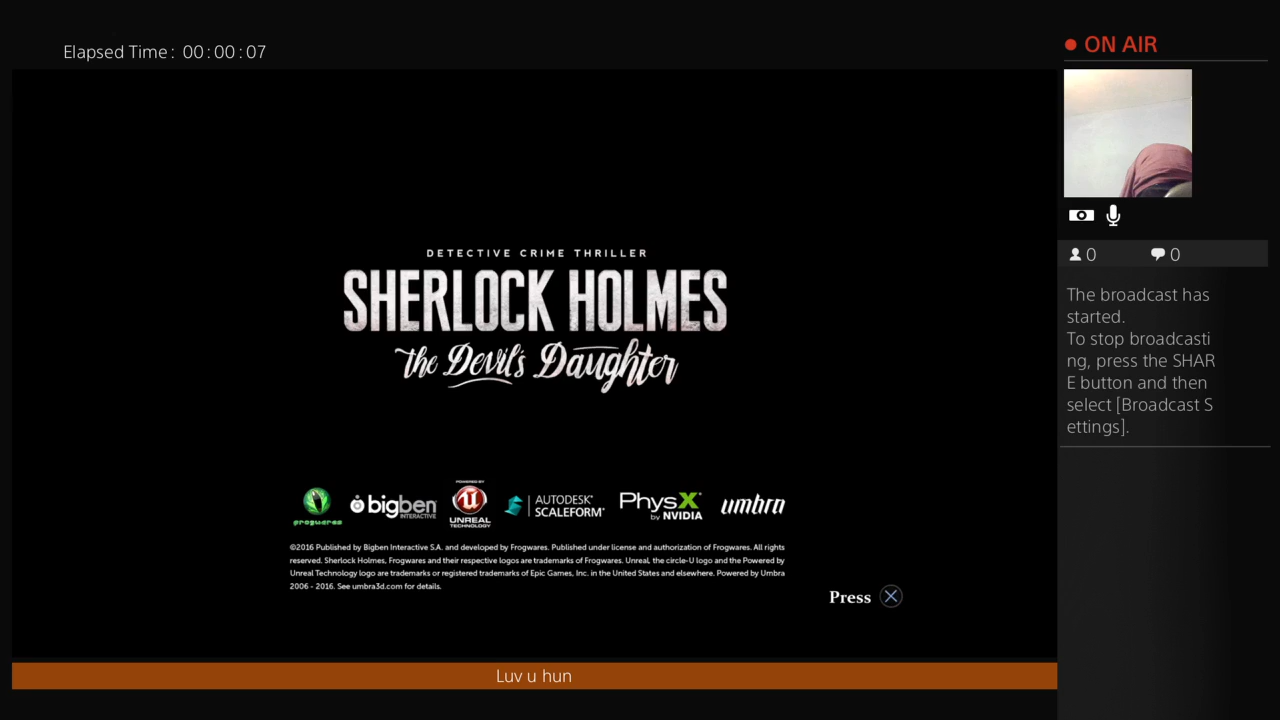 Elapsed Time: 00:00:07
ON AIR
0 0
The broadcast has
started.
To stop broadcasti
ng, press the SHAR
E button and then
select [Broadcast S
ettings].
DETECTIVE CRIME THRILLER
SHERLOCK HOLMES
the Devil's Daughter
frogwares
bigben
INTERACTIVE
POWERED BY
UNREAL
TECHNOLOGY
AUTODESK®
SCALEFORM®
PhysX®
by NVIDIA
umbra
©2016 Published by Bigben Interactive S.A. and developed by Frogwares. Published under license and authorization of Frogwares. All rights
reserved. Sherlock Holmes, Frogwares and their respective logos are trademarks of Frogwares. Unreal, the circle-U logo and the Powered by
Unreal Technology logo are trademarks or registered trademarks of Epic Games, Inc. in the United States and elsewhere. Powered by Umbra
2006 - 2016. See umbra3d.com for details.
Press
Luv u hun